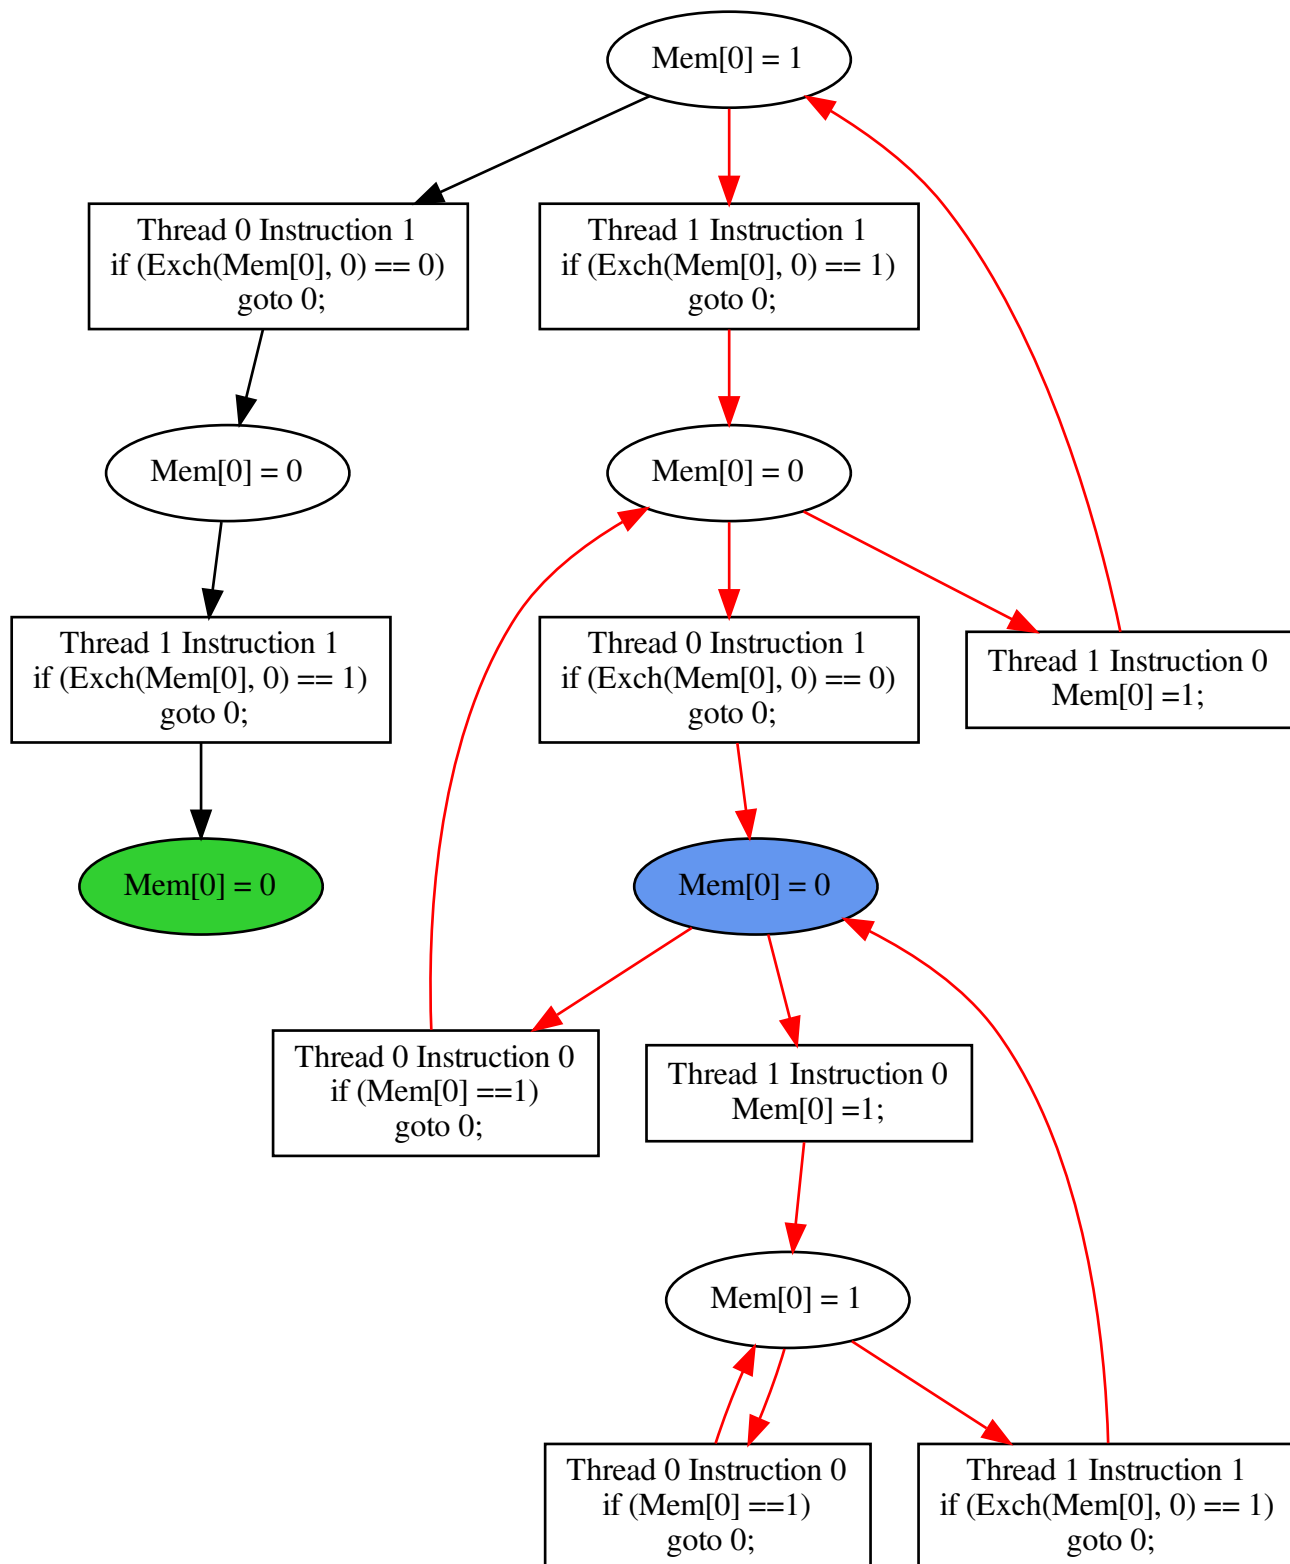 Mem[0] = 1
Thread 0 Instruction 1
if (Exch(Mem[0], 0) == 0)
goto 0;
Thread 1 Instruction 1
if (Exch(Mem[0], 0) == 1)
goto 0;
Mem[0] = 0
Mem[0] = 0
Thread 1 Instruction 1
if (Exch(Mem[0], 0) == 1)
goto 0;
Thread 0 Instruction 1
if (Exch(Mem[0], 0) == 0)
goto 0;
Thread 1 Instruction 0
Mem[0] =1;
Mem[0] = 0
Mem[0] = 0
Thread 0 Instruction 0
if (Mem[0] ==1)
goto 0;
Thread 1 Instruction 0
Mem[0] =1;
Mem[0] = 1
Thread 0 Instruction 0
if (Mem[0] ==1)
goto 0;
Thread 1 Instruction 1
if (Exch(Mem[0], 0) == 1)
goto 0;